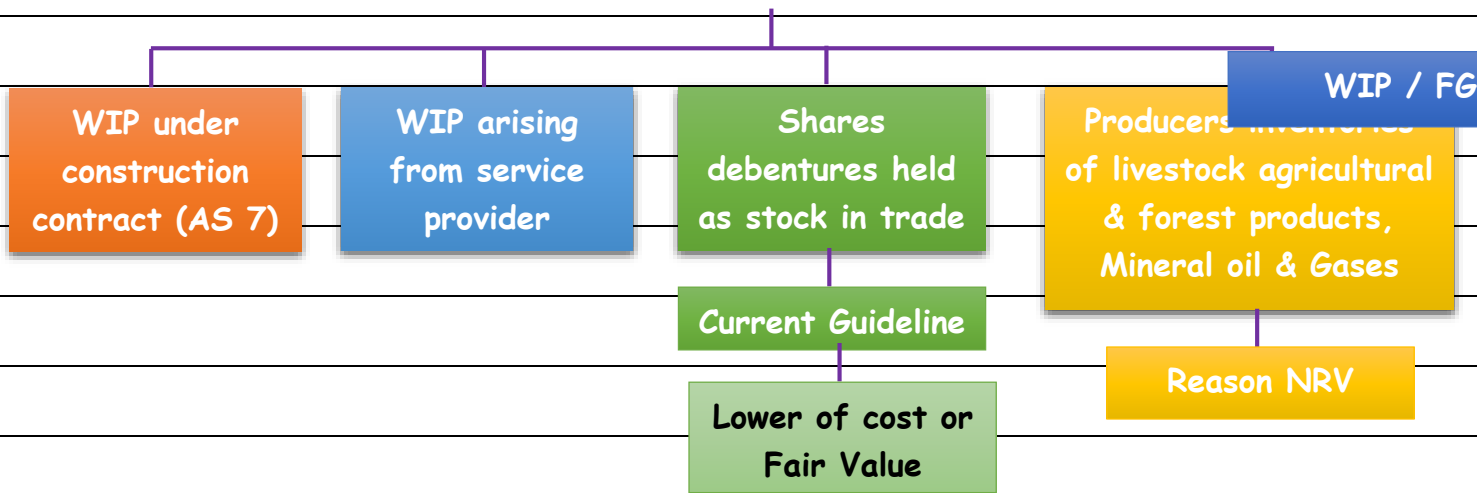 WIP under
construction
contract (AS 7)
WIP arising
from service
provider
Shares
debentures held
as stock in trade
WIP / FG
Producers inventories
of livestock agricultural
& forest products,
Mineral oil & Gases
Current Guideline
Reason NRV
Lower of cost or
Fair Value